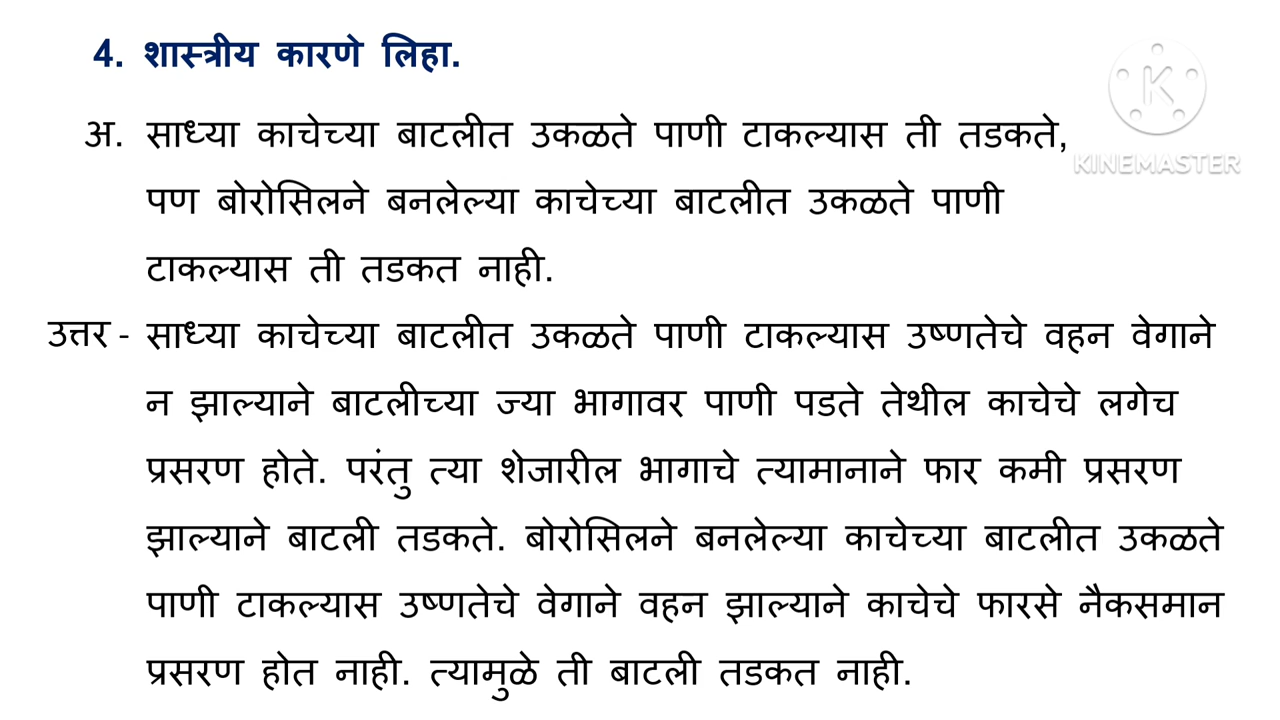 4. शास्त्रीय कारणे लिहा.
अ. साध्या काचेच्या बाटलीत उकळते पाणी टाकल्यास ती तडकते,
पण बोरोसिलने बनलेल्या काचेच्या बाटलीत उकळते पाणी
टाकल्यास ती तडकत नाही.
उत्तर - साध्या काचेच्या बाटलीत उकळते पाणी टाकल्यास उष्णतेचे वहन वेगाने
न झाल्याने बाटलीच्या ज्या भागावर पाणी पडते तेथील काचेचे लगेच
प्रसरण होते. परंतु त्या शेजारील भागाचे त्यामानाने फार कमी प्रसरण
झाल्याने बाटली तडकते. बोरोसिलने बनलेल्या काचेच्या बाटलीत उकळते
पाणी टाकल्यास उष्णतेचे वेगाने वहन झाल्याने काचेचे फारसे नैकसमान
प्रसरण होत नाही. त्यामुळे ती बाटली तडकत नाही.
K
KINEMASTER